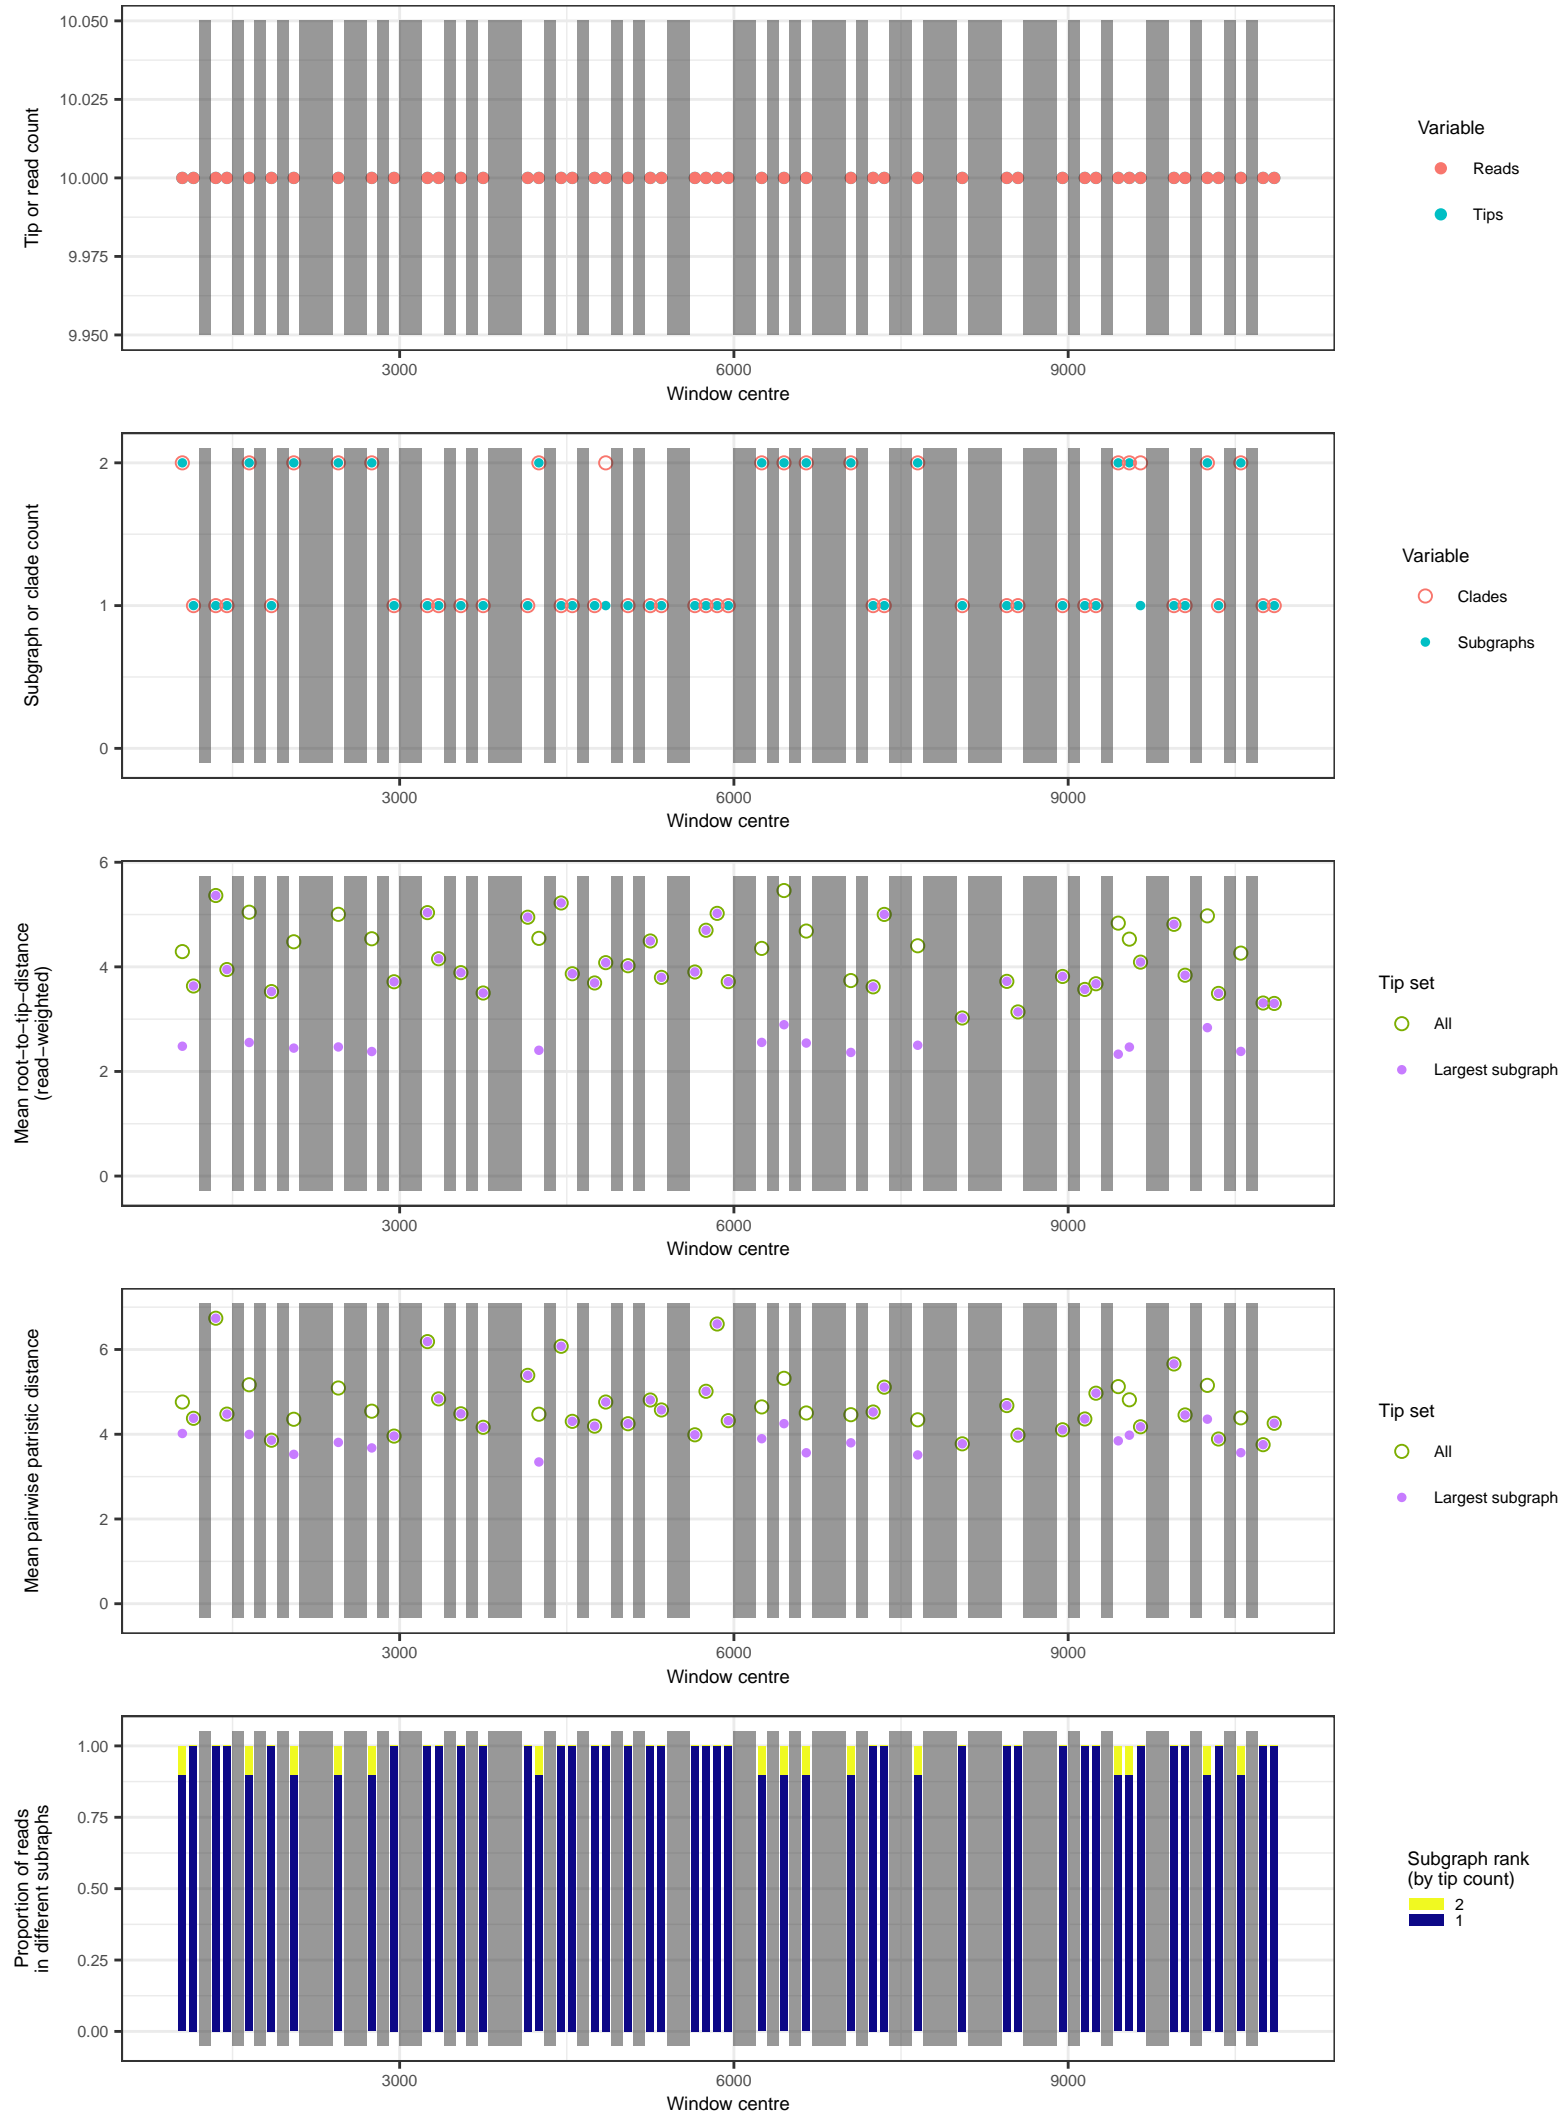 10.050
10.025
10.000
9.975
9.950
Tip or read count
3000
6000
9000
Window centre
Variable
Reads
Tips
2
1
0
Subgraph or clade count
3000
6000
9000
Window centre
Variable
Clades
Subgraphs
6
4
2
0
Mean root−to−tip−distance
(read−weighted)
3000
6000
9000
Window centre
Tip set
All
Largest subgraph
6
4
2
0
Mean pairwise patristic distance
3000
6000
9000
Window centre
Tip set
All
Largest subgraph
1.00
0.75
0.50
0.25
0.00
Proportion of reads
in different subraphs
3000
6000
9000
Window centre
Subgraph rank
(by tip count)
2
1